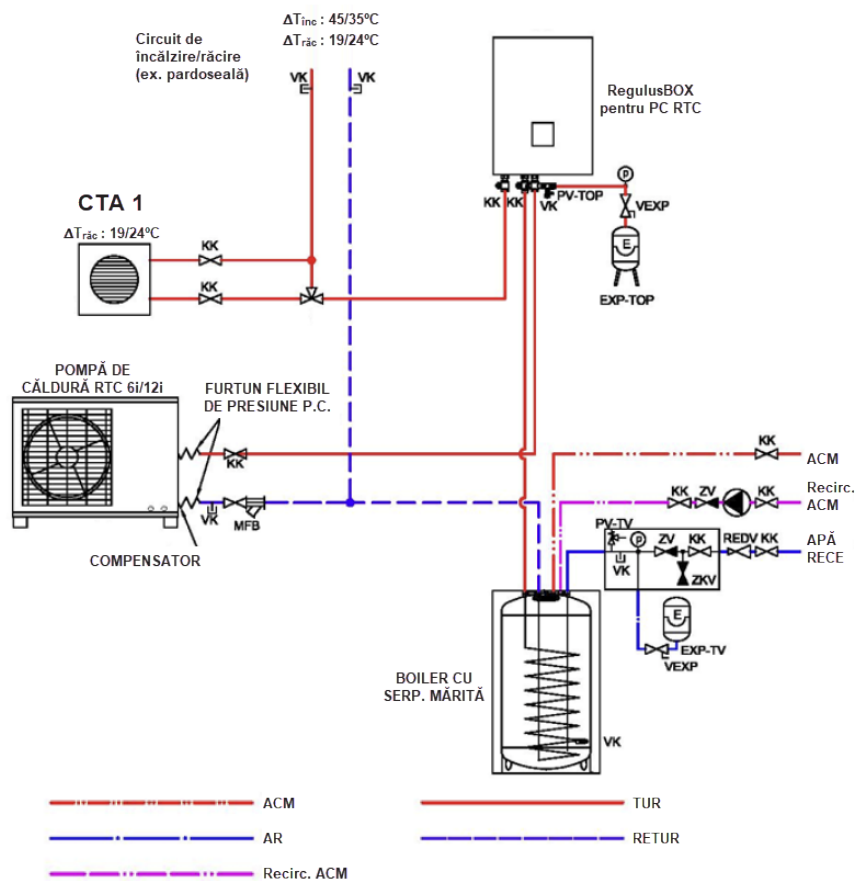 ΔTînc : 45/35ºC
ΔTrăc : 19/24ºC
Circuit de
încălzire/răcire
(ex. pardoseală)
VK
VK
RegulusBOX
pentru PC RTC
KK
KK
VK
PV-TOP
P
VEXP
E
EXP-TOP
CTA 1
ΔTrăc : 19/24ºC
KK
KK
POMPĂ DE
CĂLDURĂ RTC 6i/12i
FURTUN FLEXIBIL
DE PRESIUNE P.C.
KK
VK
MFB
COMPENSATOR
KK
ACM
KK
ZV
KK
Recirc.
ACM
PV-TV
P
VK
ZV
KK
ZKV
REDV
KK
APĂ
RECE
E
EXP-TV
VEXP
BOILER CU
SERP. MĂRITĂ
VK
ACM
TUR
AR
RETUR
Recirc. ACM